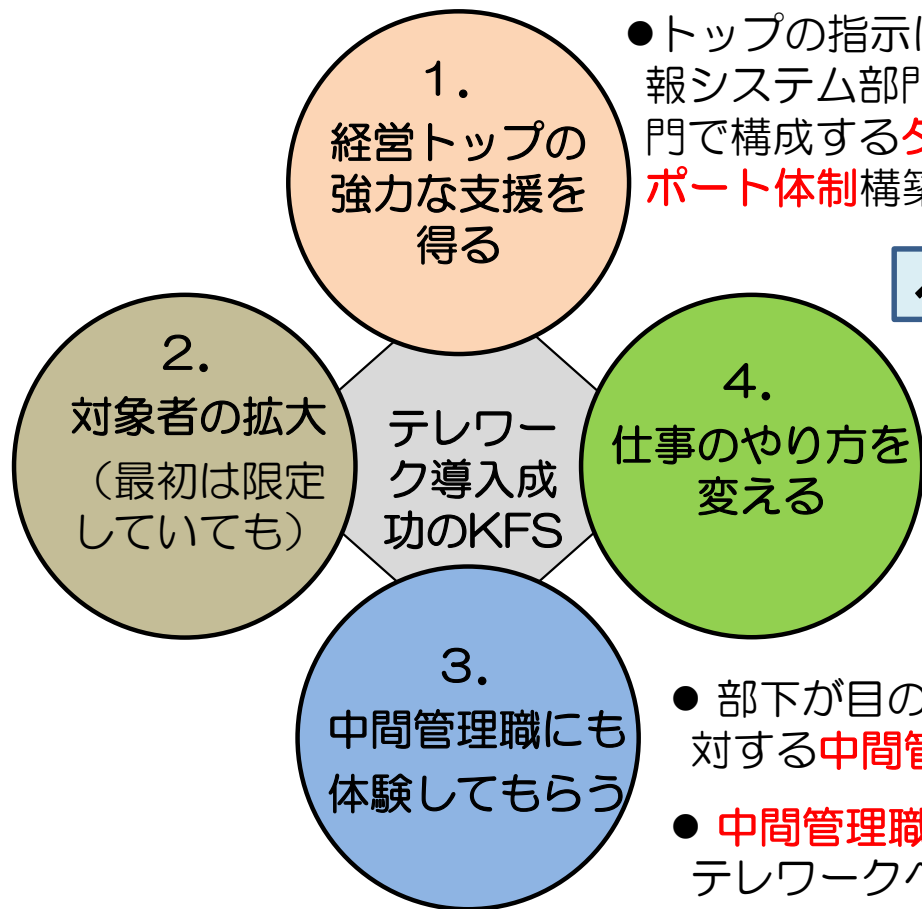 １．
経営トップの
強力な支援を
得る
●トップの指示
報システム部門
門で構成する
ポート体制構築
２．
対象者の拡大
（最初は限定
していても）
テレワー
ク導入成
功のKFS
４．
仕事のやり方を
変える
３．
中間管理職にも
体験してもらう
● 部下が目の
対する中間管
● 中間管理職
テレワークへ